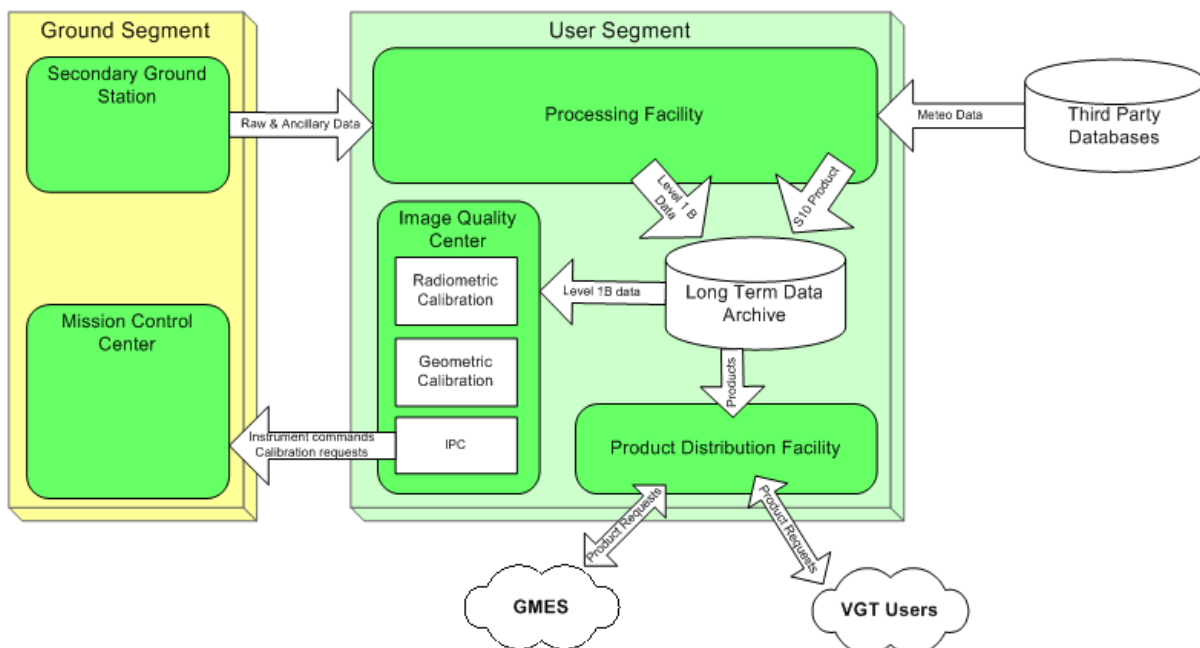 Ground Segment
User Segment
Secondary Ground
Station
Raw & Ancillary Data
Processing Facility
Meteo Data
Third Party
Databases
Level 1 B
Data
S10 Product
Image Quality
Center
Radiometric
Calibration
Level 1B data
Long Term Data
Archive
Mission Control
Center
Geometric
Calibration
Products
Instrument commands
Calibration requests
IPC
Product Distribution Facility
Product Requests
Product Requests
GMES
VGT Users